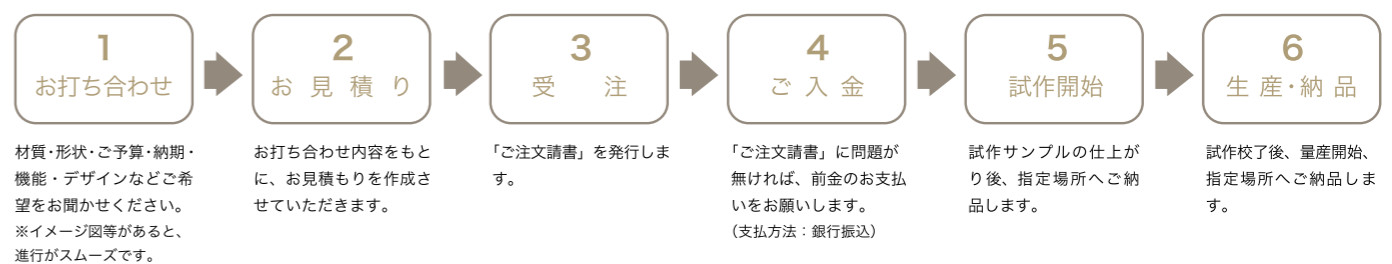 1
お打ち合わせ
材質・形状・ご予算・納期・
機能・デザインなどご希
望をお聞かせください。
※イメージ図等があると、
進行がスムーズです。
2
お見積り
お打ち合わせ内容をもと
に、お見積もりを作成さ
せていただきます。
3
受注
「ご注文請書」を発行しま
す。
4
ご入金
「ご注文請書」に問題が
無ければ、前金のお支払
いをお願いします。
（支払方法：銀行振込）
5
試作開始
試作サンプルの仕上が
り後、指定場所へご納
品します。
6
生産・納品
試作校了後、量産開始、
指定場所へご納品しま
す。